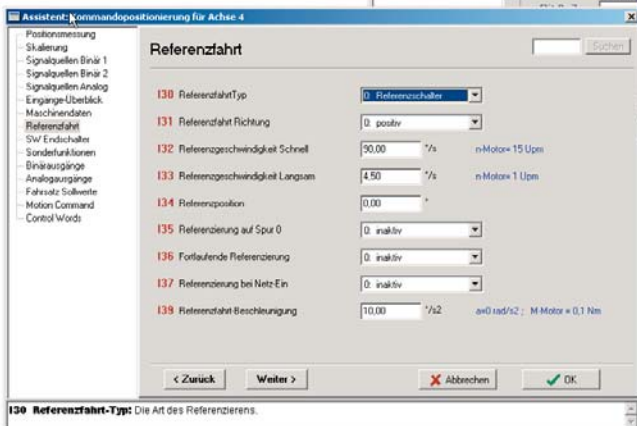 Assistent: Kommandopositionierung für Achse 4
Positionsmessung
Skalierung
Signalquellen Binär 1
Signalquellen Binär 2
Signalquellen Analog
Eingänge-Überblick
Maschinendaten
Referenzfahrt
SW Endschalter
Sonderfunktionen
Binärausgänge
Analogausgänge
Fahrsatz Sollwerte
Motion Command
Control Words
Referenzfahrt
Suchen
I30 ReferenzfahrtTyp 0: Referenzschalter
I31 Referenzfahrt Richtung 0: positiv
I32 Referenzgeschwindigkeit Schnell 90,00 °/s n-Motor= 15 Upm
I33 Referenzgeschwindigkeit Langsam 4,50 °/s n-Motor= 1 Upm
I34 Referenzposition 0,00 °
I35 Referenzierung auf Spur 0 0: inaktiv
I36 Fortlaufende Referenzierung 0: inaktiv
I37 Referenzierung bei Netz-Ein 0: inaktiv
I39 Referenzfahrt-Beschleunigung 10,00 °/s2 a=0 rad/s2 ; M-Motor = 0,1 Nm
< Zurück Weiter > Abbrechen OK
I30 Referenzfahrt-Typ: Die Art des Referenzierens.